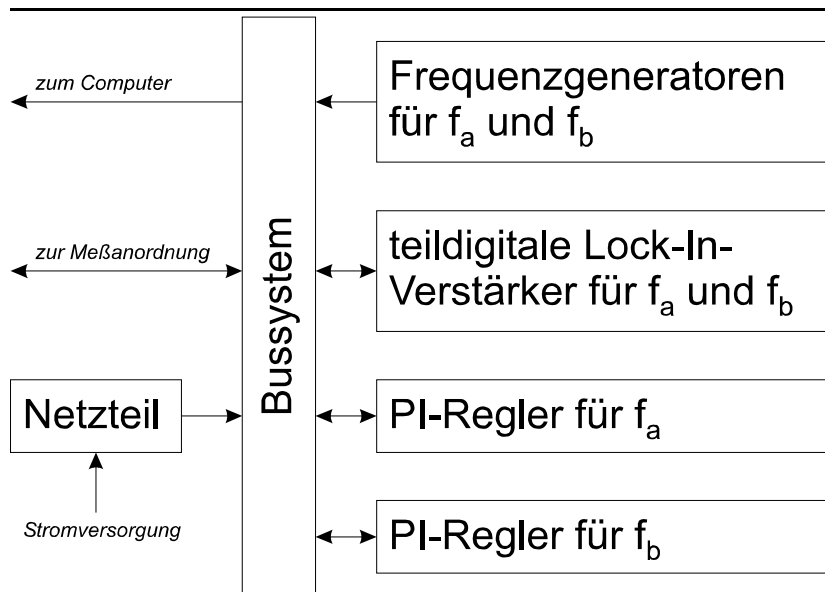 zum Computer
Frequenzgeneratoren
für fa und fb
zur Meßanordnung
teildigitale Lock-In-
Verstärker für fa und fb
Bussystem
Netzteil
PI-Regler für fa
Stromversorgung
PI-Regler für fb